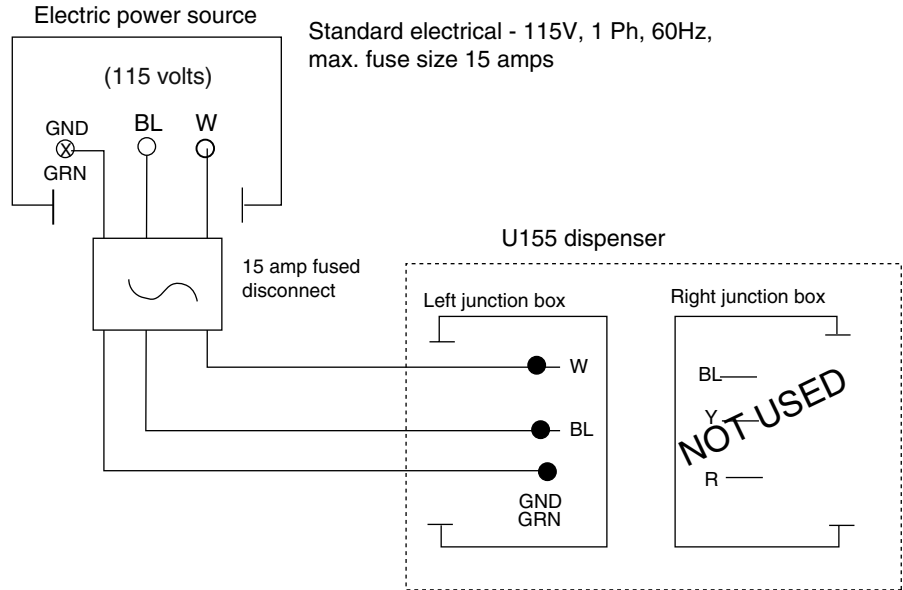 Electric power source
Standard electrical - 115V, 1 Ph, 60Hz,
max. fuse size 15 amps
(115 volts)
GND
BL
W
X
GRN
15 amp fused
disconnect
U155 dispenser
Left junction box
W
BL
GND
GRN
Right junction box
BL
Y
R
NOT USED